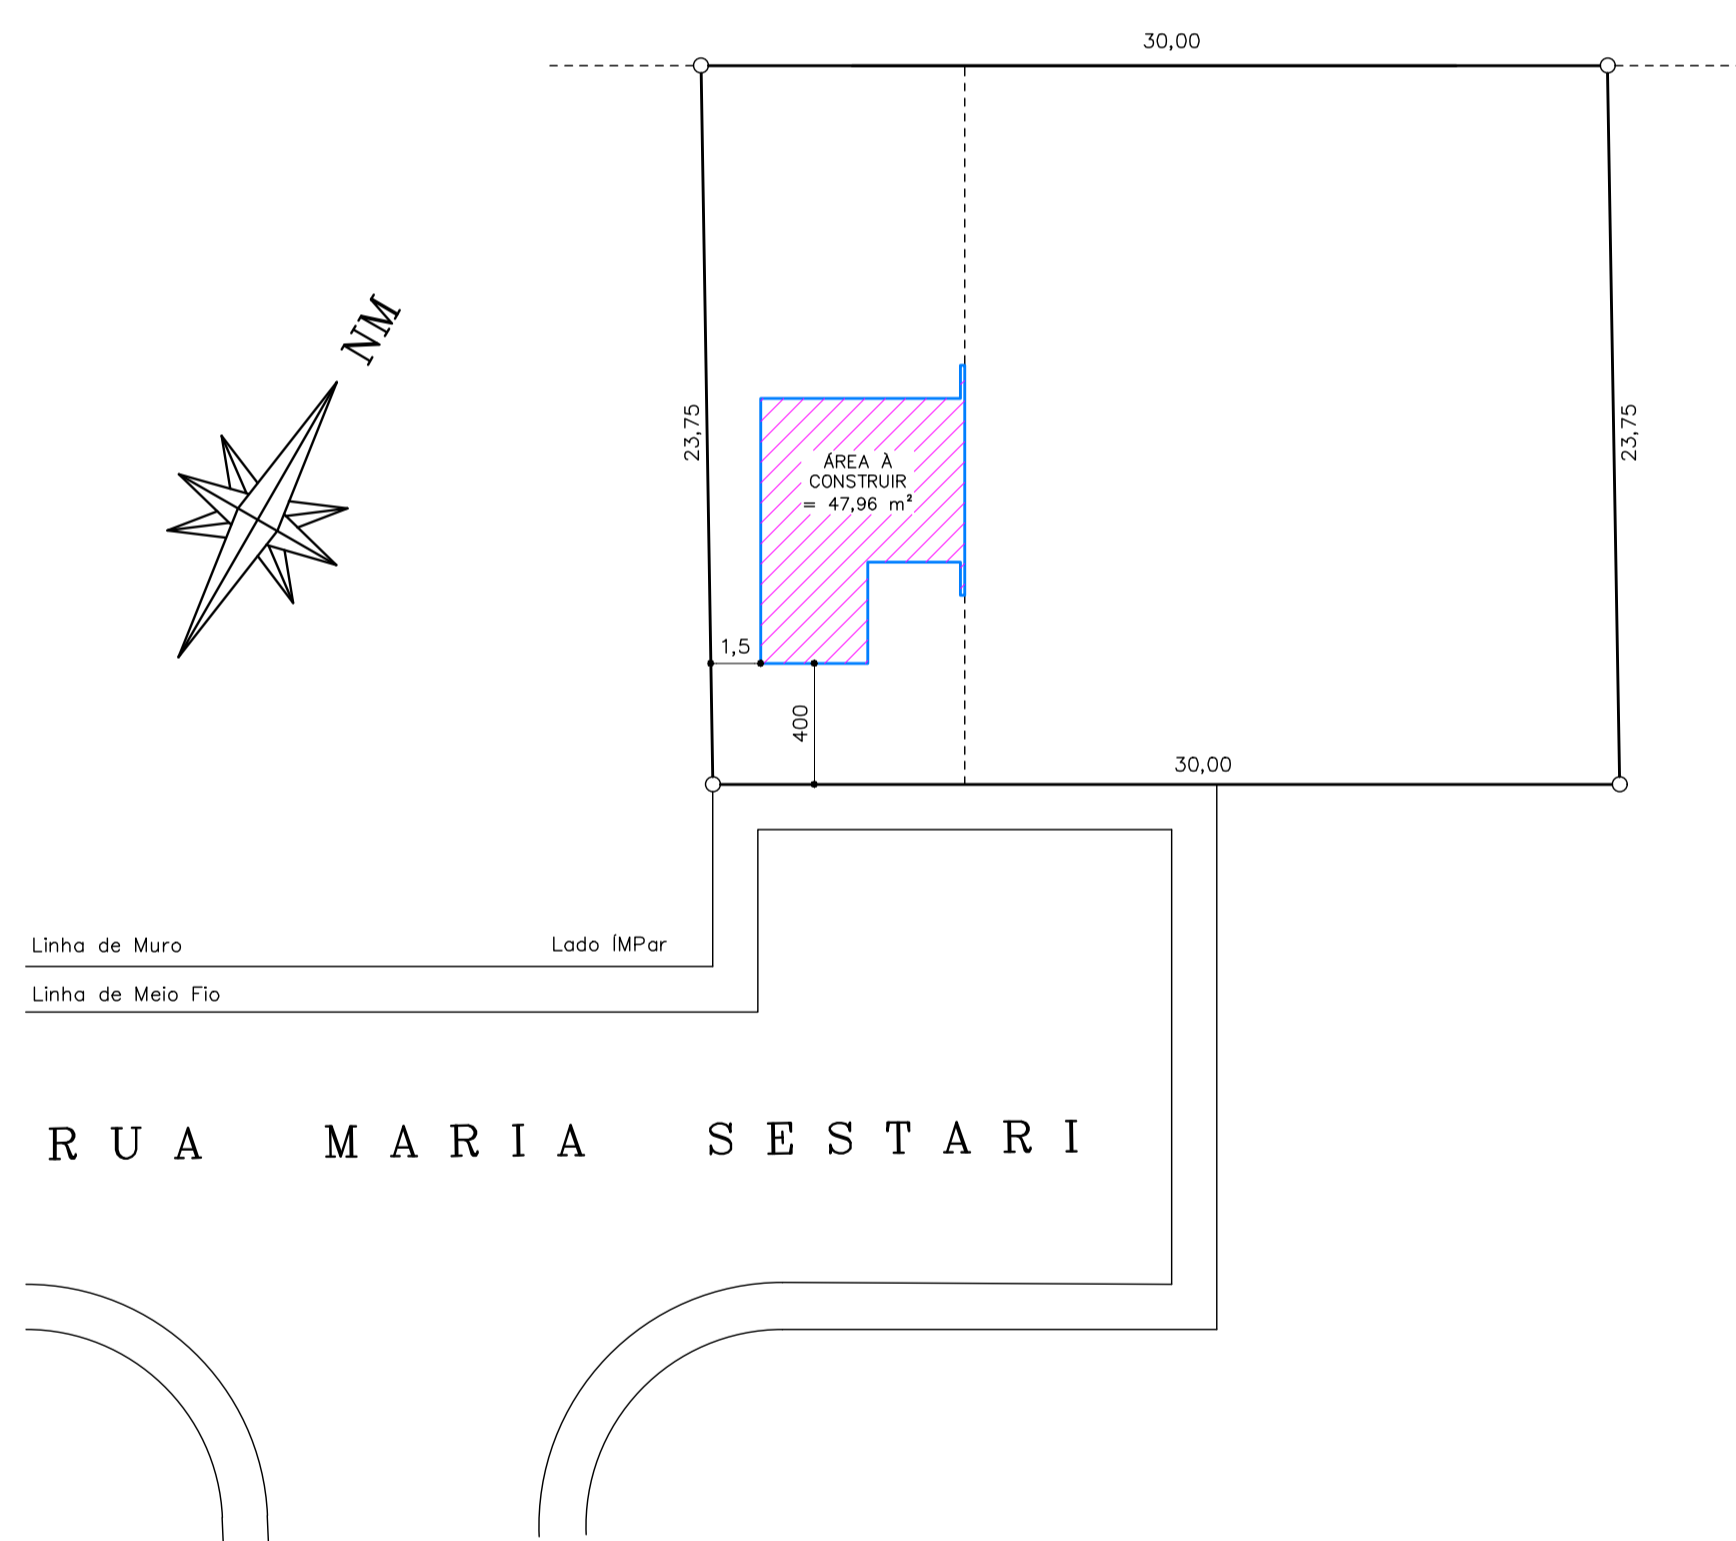 30,00
NM
23,75
23,75
ÁREA À
CONSTRUIR
= 47,96 m²
1,5
400
30,00
Linha de Muro
Lado ÍMPar
Linha de Meio Fio
RUA MARIA SESTARI